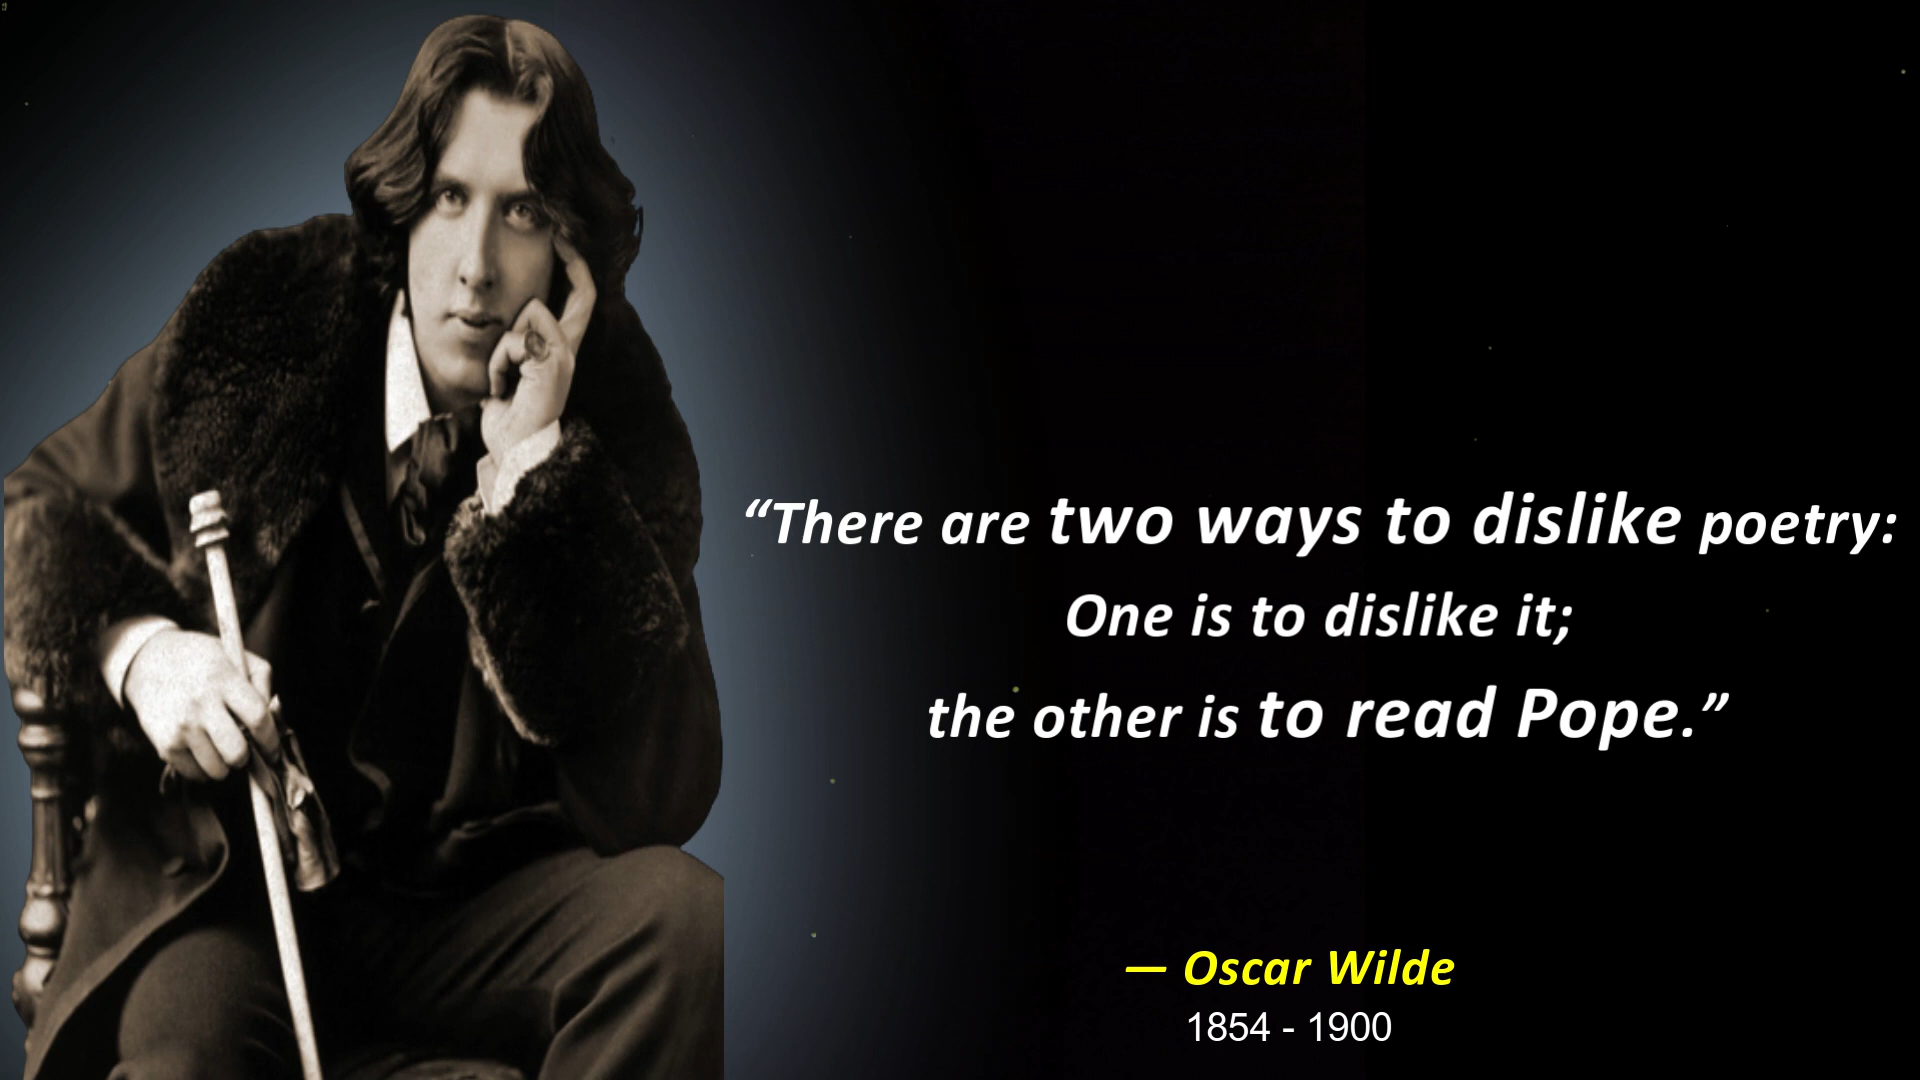 “There are two ways to dislike poetry:
One is to dislike it;
the other is to read Pope.”
— Oscar Wilde
1854 - 1900